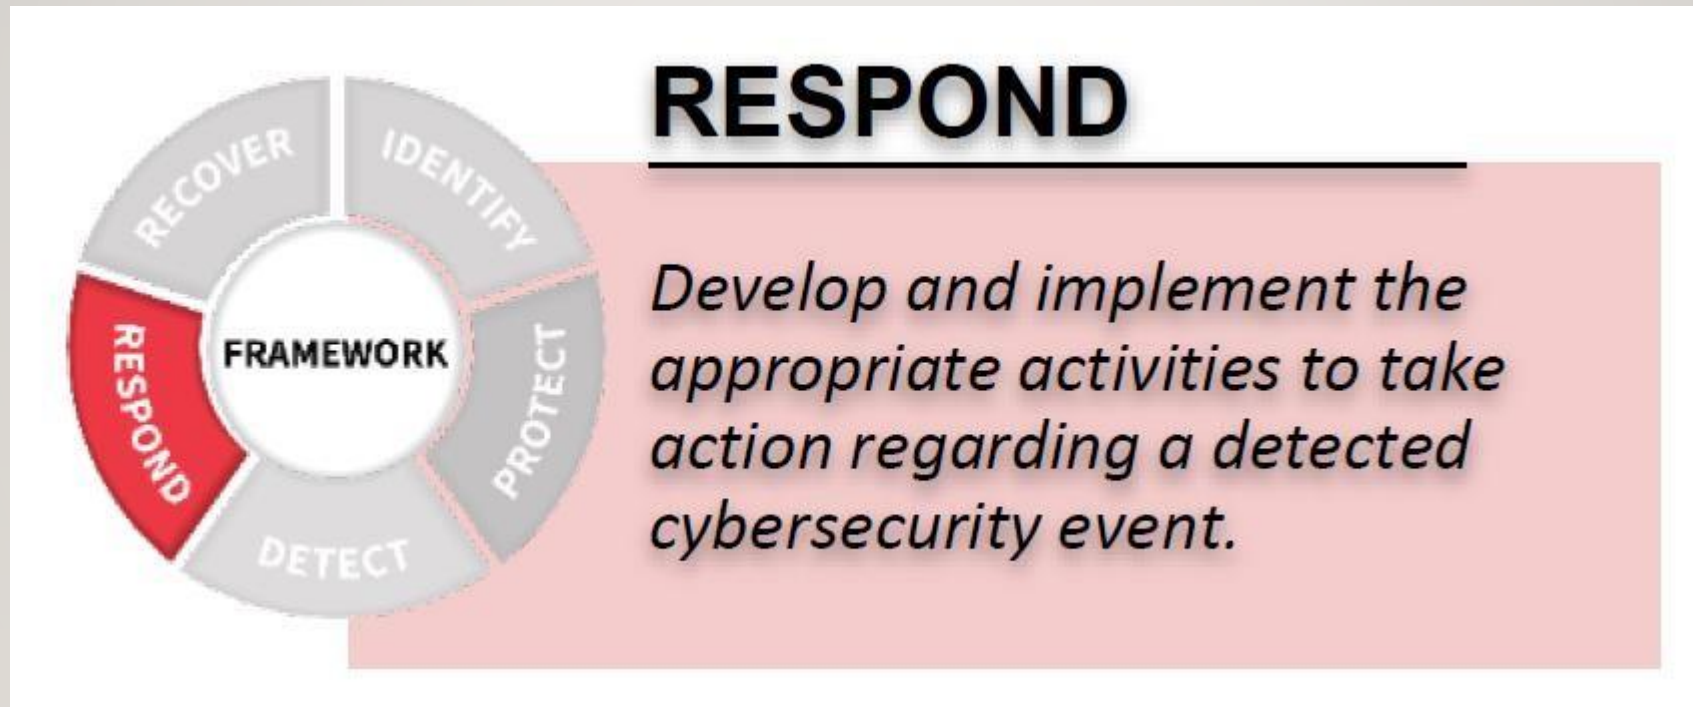 RESPOND
Develop and implement the
appropriate activities to take
action regarding a detected
cybersecurity event.
RECOVER
IDENTIFY
PROTECT
DETECT
RESPOND
FRAMEWORK